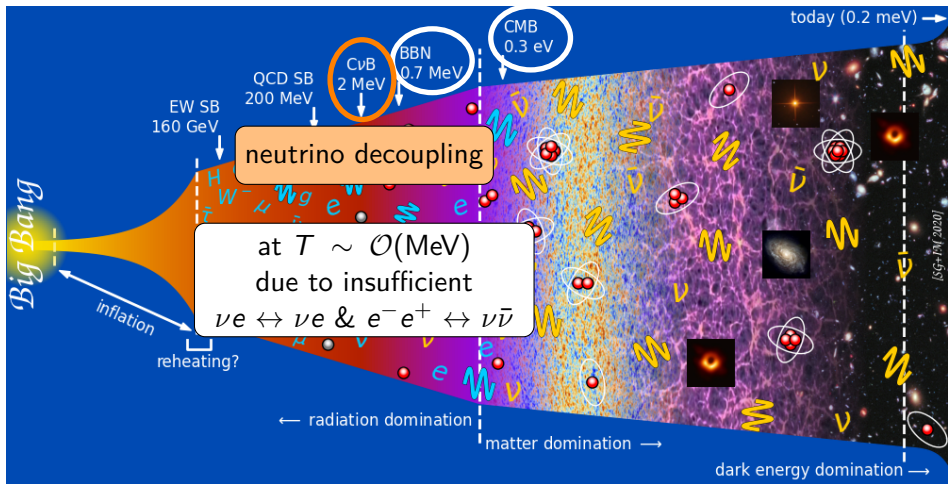 today (0.2 meV)
CMB
0.3 eV
BBN
0.7 MeV
CνB
2 MeV
QCD SB
200 MeV
EW SB
160 GeV
neutrino decoupling
H
W⁻
μ
g
e
e
ν̄
ν
ν̄
ν̄
ν̄
at T ∼ 𝒪(MeV)
due to insufficient
νe ↔ νe & e⁻e⁺ ↔ νν̄
Big Bang
inflation
reheating?
[SG+PM 2020]
ν
e
e
ν
ν
ν
← radiation domination
matter domination →
dark energy domination →